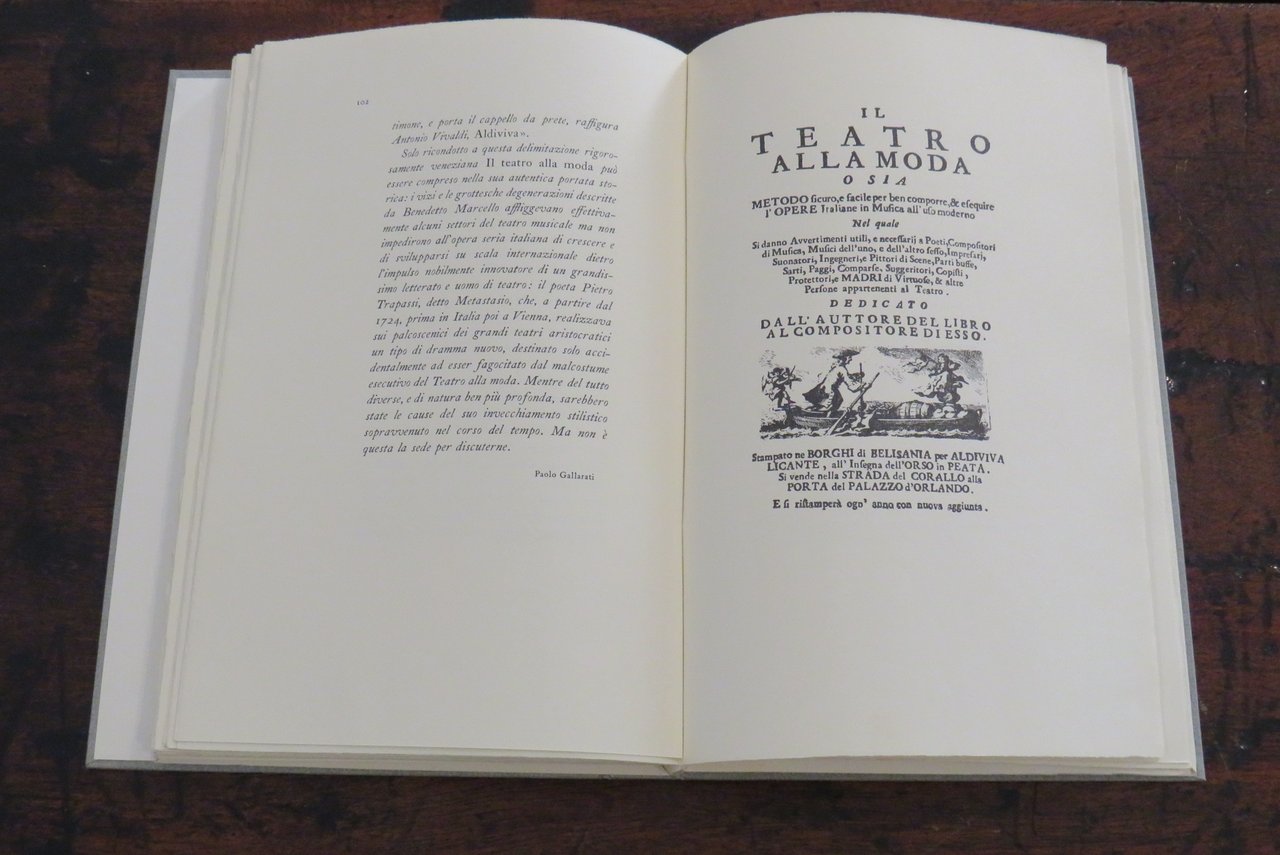 102
timone, e porta il cappello da prete, raffigura
Antonio Vivaldi, Aldiviva».
Solo ricondotto a questa delimitazione rigoro-
samente veneziana Il teatro alla moda può
essere compreso nella sua autentica portata sto-
rica: i vizi e le grottesche degenerazioni descritte
da Benedetto Marcello affliggevano effettiva-
mente alcuni settori del teatro musicale ma non
impedirono all'opera seria italiana di crescere e
di svilupparsi su scala internazionale dietro
l'impulso nobilmente innovatore di un grandis-
simo letterato e uomo di teatro: il poeta Pietro
Trapassi, detto Metastasio, che, a partire dal
1724, prima in Italia poi a Vienna, realizzava
sui palcoscenici dei grandi teatri aristocratici
un tipo di dramma nuovo, destinato solo acci-
dentalmente ad esser fagocitato dal malcostume
esecutivo del Teatro alla moda. Mentre del tutto
diverse, e di natura ben più profonda, sarebbero
state le cause del suo invecchiamento stilistico
sopravvenuto nel corso del tempo. Ma non è
questa la sede per discuterne.
Paolo Gallarati
IL
TEATRO
ALLA MODA
O SIA
METODO sicuro, e facile per ben comporre, & esequire
l'OPERE Italiane in Musica all'uso moderno
Nel quale
Si danno Avvertimenti utili, e necessarij a Poeti, Compositori
di Musica, Musici dell'uno, e dell'altro sesso, Impresari,
Suonatori, Ingegneri, e Pittori di Scene, Parti buffe,
Sarti, Paggi, Comparse, Suggeritori, Copisti,
Protettori, e MADRI di Virtuose, & altre
Persone appartenenti al Teatro.
DEDICATO
DALL'AUTTORE DEL LIBRO
AL COMPOSITORE DI ESSO.
Stampato ne BORGHI di BELISANIA per ALDIVIVA
LICANTE, all'Insegna dell'ORSO in PEATA.
Si vende nella STRADA del CORALLO alla
PORTA del PALAZZO d'ORLANDO.
E si ristamperà ogn' anno con nuova aggiunta.